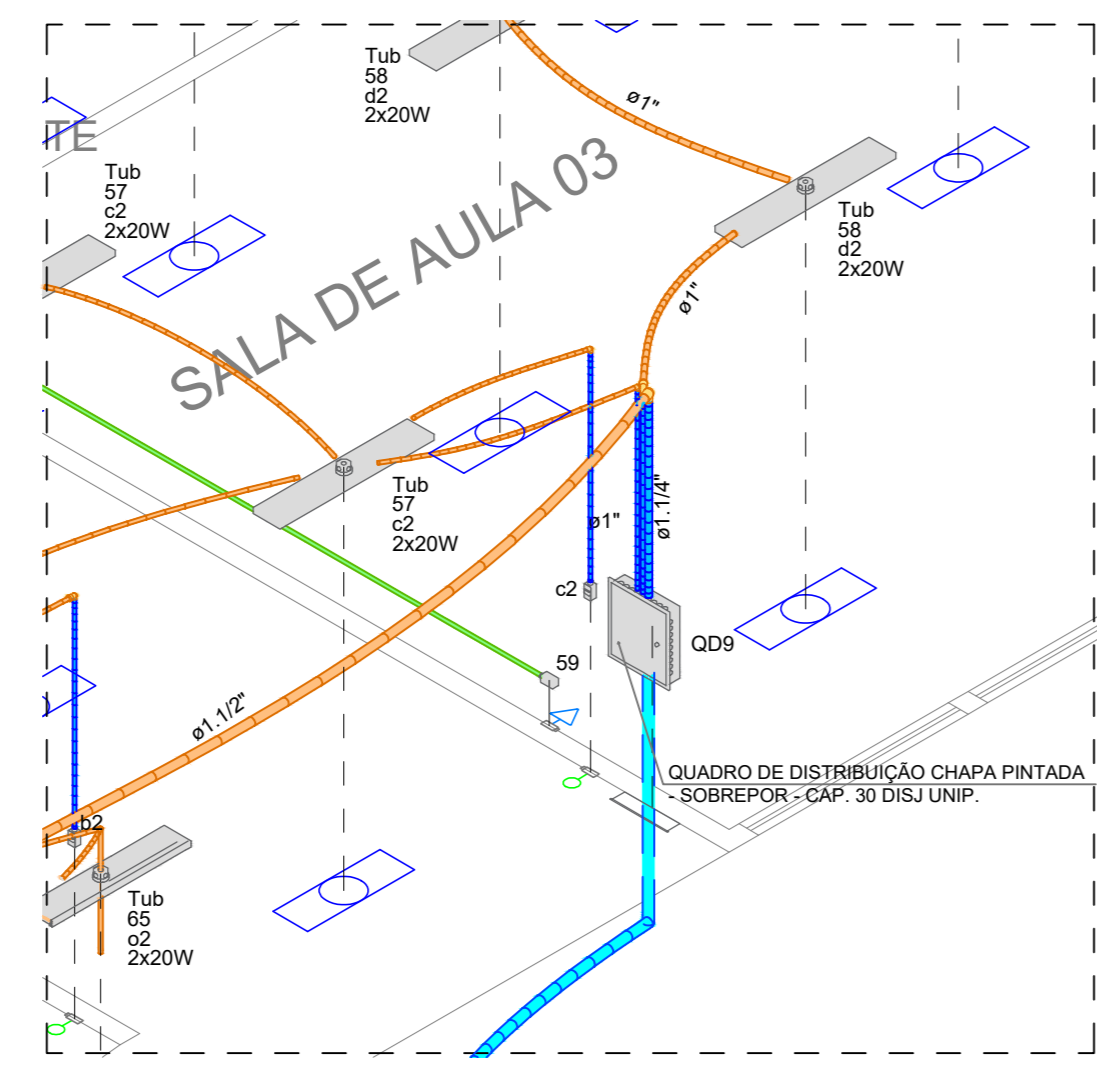 Tub
58
d2
2x20W
ø1"
TE
Tub
57
c2
2x20W
SALA DE AULA 03
Tub
58
d2
2x20W
ø1"
Tub
57
c2
2x20W
ø1"
ø1.1/4"
c2
QD9
59
ø1.1/2"
QUADRO DE DISTRIBUIÇÃO CHAPA PINTADA
- SOBREPOR - CAP. 30 DISJ UNIP.
b2
Tub
65
o2
2x20W